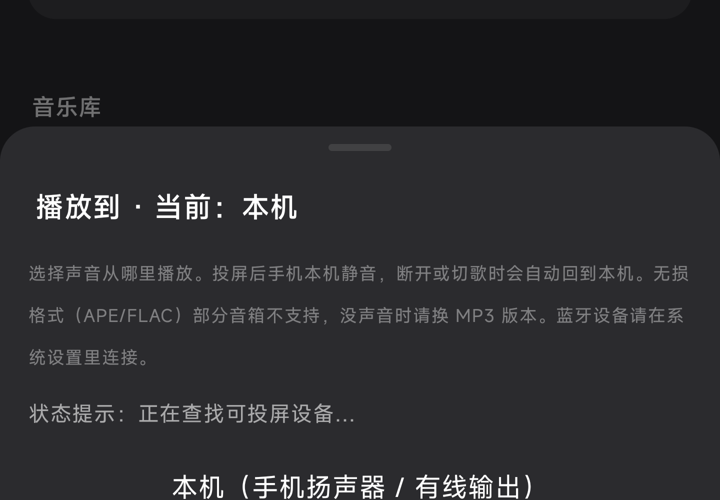 音乐库
播放到 · 当前：本机
选择声音从哪里播放。投屏后手机本机静音，断开或切歌时会自动回到本机。无损
格式（APE/FLAC）部分音箱不支持，没声音时请换 MP3 版本。蓝牙设备请在系
统设置里连接。
状态提示：正在查找可投屏设备...
本机（手机扬声器 / 有线输出）